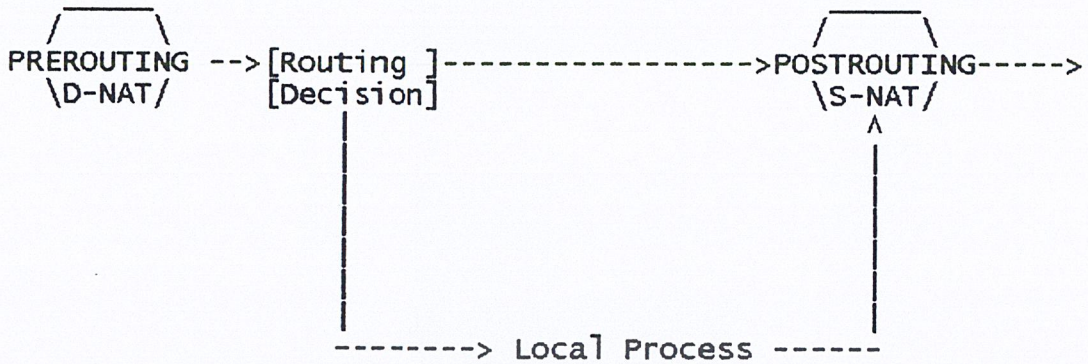 PREROUTING -->[Routing ]----------------->POSTROUTING----->
\D-NAT/ [Decision] \S-NAT/
--------> Local Process ------